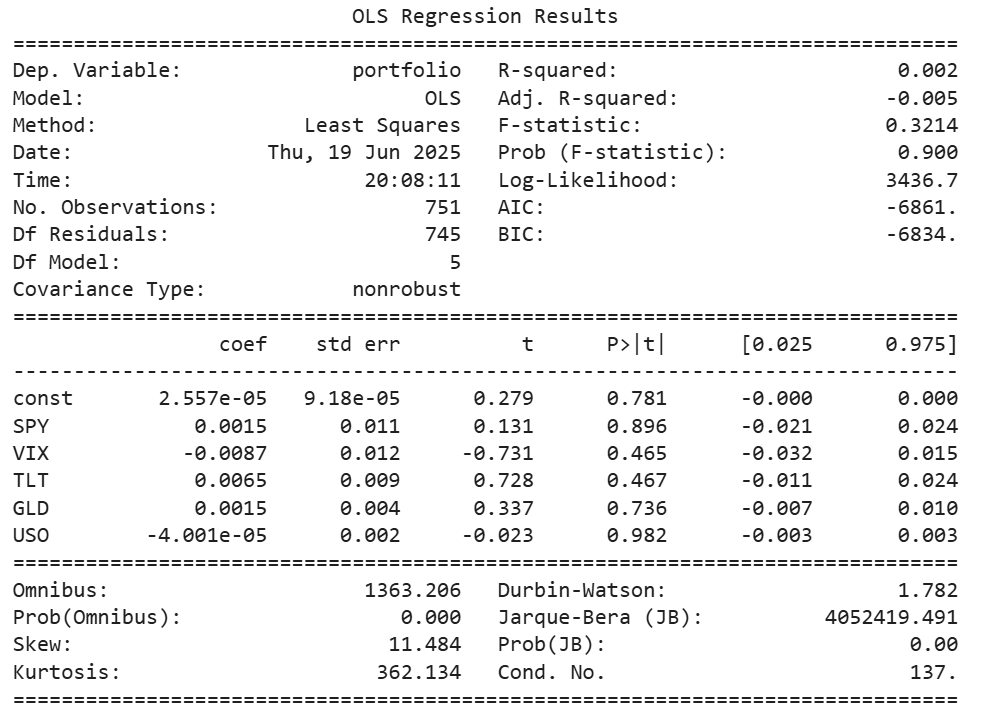 OLS Regression Results
==============================================================================
Dep. Variable: portfolio R-squared: 0.002
Model: OLS Adj. R-squared: -0.005
Method: Least Squares F-statistic: 0.3214
Date: Thu, 19 Jun 2025 Prob (F-statistic): 0.900
Time: 20:08:11 Log-Likelihood: 3436.7
No. Observations: 751 AIC: -6861.
Df Residuals: 745 BIC: -6834.
Df Model: 5
Covariance Type: nonrobust
==============================================================================
coef std err t P>|t| [0.025 0.975]
------------------------------------------------------------------------------
const 2.557e-05 9.18e-05 0.279 0.781 -0.000 0.000
SPY 0.0015 0.011 0.131 0.896 -0.021 0.024
VIX -0.0087 0.012 -0.731 0.465 -0.032 0.015
TLT 0.0065 0.009 0.728 0.467 -0.011 0.024
GLD 0.0015 0.004 0.337 0.736 -0.007 0.010
USO -4.001e-05 0.002 -0.023 0.982 -0.003 0.003
==============================================================================
Omnibus: 1363.206 Durbin-Watson: 1.782
Prob(Omnibus): 0.000 Jarque-Bera (JB): 4052419.491
Skew: 11.484 Prob(JB): 0.00
Kurtosis: 362.134 Cond. No. 137.
==============================================================================